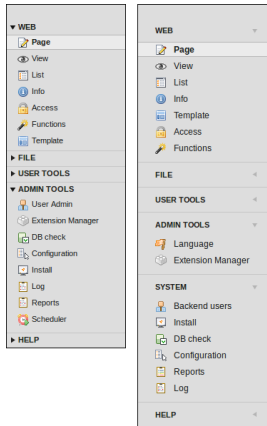 WEB
Page
View
List
Info
Access
Functions
Template
FILE
USER TOOLS
ADMIN TOOLS
User Admin
Extension Manager
DB check
Configuration
Install
Log
Reports
Scheduler
HELP
WEB
Page
View
List
Info
Template
Access
Functions
FILE
USER TOOLS
ADMIN TOOLS
Language
Extension Manager
SYSTEM
Backend users
Install
DB check
Configuration
Reports
Log
HELP